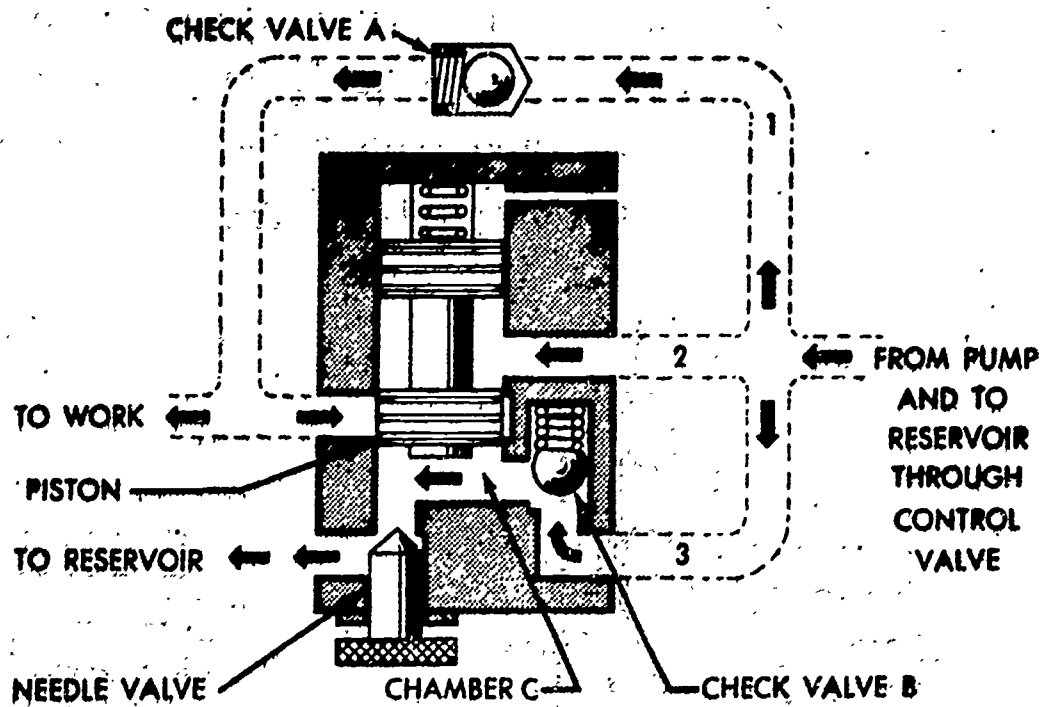 CHECK VALVE A
1
2
FROM PUMP
AND TO
RESERVOIR
THROUGH
CONTROL
VALVE
TO WORK
PISTON
TO RESERVOIR
3
NEEDLE VALVE
CHAMBER C
CHECK VALVE B